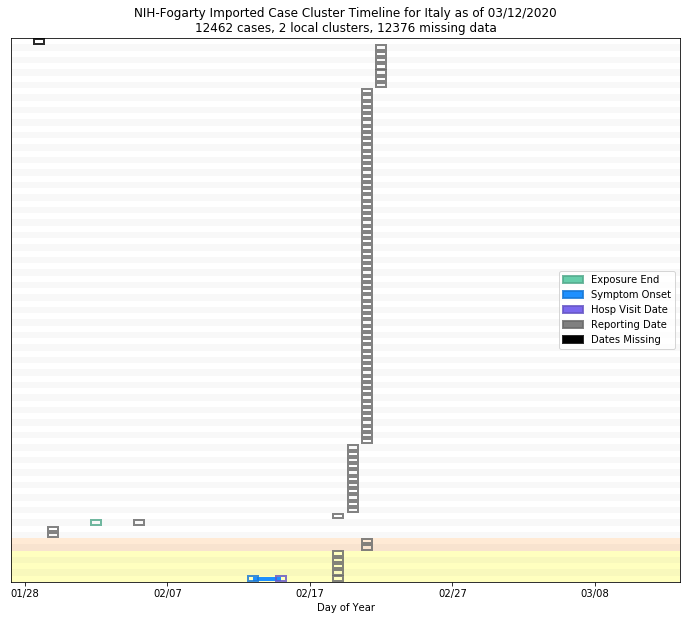 NIH-Fogarty Imported Case Cluster Timeline for Italy as of 03/12/2020
12462 cases, 2 local clusters, 12376 missing data
Exposure End
Symptom Onset
Hosp Visit Date
Reporting Date
Dates Missing
01/28 02/07 02/17 02/27 03/08
Day of Year